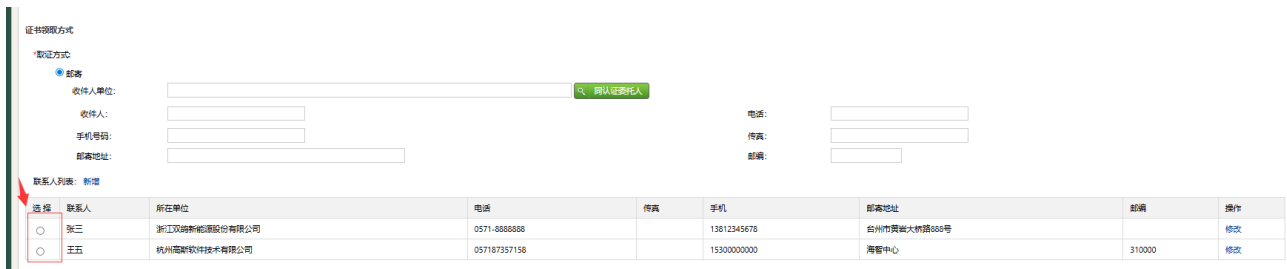 证书领取方式
*取证方式:
邮寄
收件人单位: 同认证委托人
收件人: 电话:
手机号码: 传真:
邮寄地址: 邮编:
联系人列表: 新增
选择 联系人 所在单位 电话 传真 手机 邮寄地址 邮编 操作
张三 浙江双鸽新能源股份有限公司 0571-8888888 13812345678 台州市黄岩大桥路888号 修改
王五 杭州高斯软件技术有限公司 057187357158 15300000000 海智中心 310000 修改